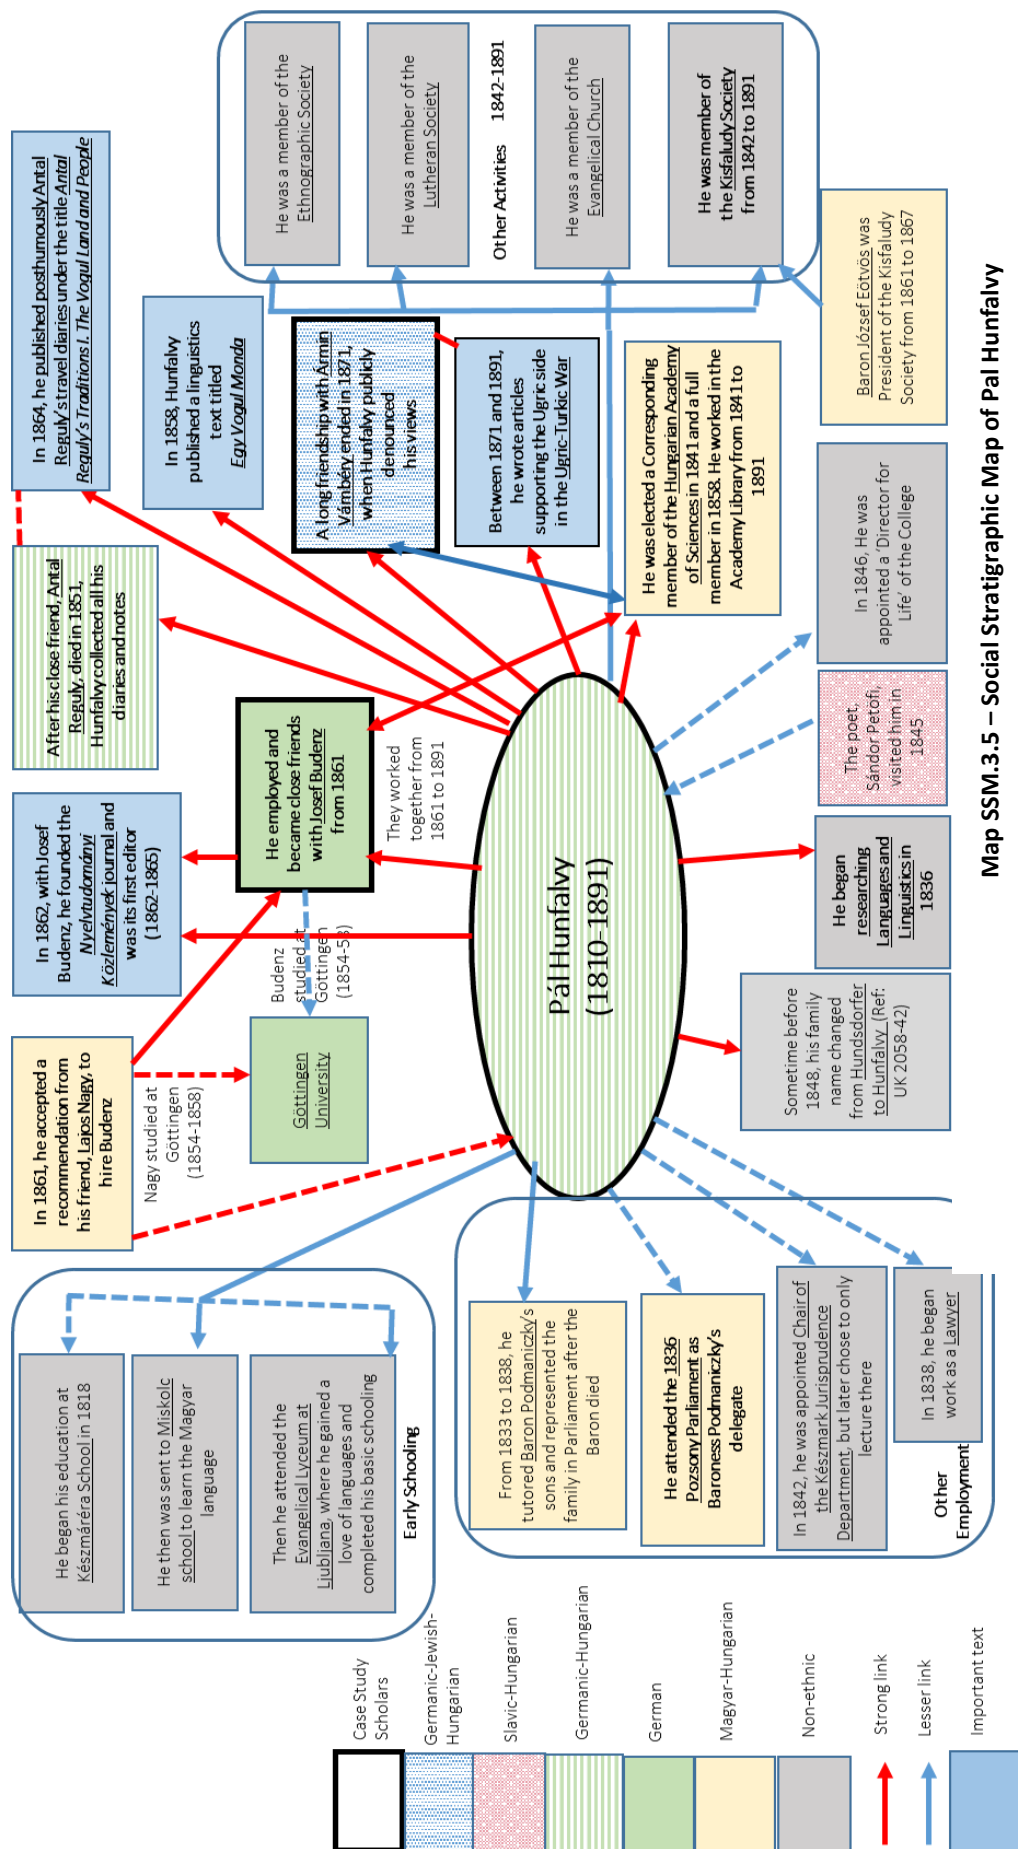 He began his education at
Készmáréra School in 1818
He then was sent to Miskolc
school to learn the Magyar
language
Then he attended the
Evangelical Lyceum at
Ljubljana, where he gained a
love of languages and
completed his basic schooling
Early Schooling
In 1861, he accepted a
recommendation from
his friend, Lajos Nagy, to
hire Budenz
Nagy studied at
Göttingen
(1854-1858)
Göttingen
University
Budenz
studied at
Göttingen
(1854-58)
In 1862, with Josef
Budenz, he founded the
Nyelvtudományi
Közlemények journal and
was its first editor
(1862-1865)
He employed and
became close friends
with Josef Budenz
from 1861
They worked
together from
1861 to 1891
After his close friend, Antal
Reguly, died in 1851,
Hunfalvy collected all his
diaries and notes
In 1864, he published posthumously Antal
Reguly's travel diaries under the title Antal
Reguly's Traditions I. The Vogul Land and People
In 1858, Hunfalvy
published a linguistics
text titled
Egy Vogul Monda
A long friendship with Ármin
Vámbéry ended in 1871,
when Hunfalvy publicly
denounced
his views
Between 1871 and 1891,
he wrote articles
supporting the Ugric side
in the Ugric-Turkic War
He was elected a Corresponding
member of the Hungarian Academy
of Sciences in 1841 and a full
member in 1858. He worked in the
Academy Library from 1841 to
1891
He was a member of the
Ethnographic Society
He was a member of the
Lutheran Society
Other Activities 1842-1891
He was a member of the
Evangelical Church
He was member of
the Kisfaludy Society
from 1842 to 1891
Baron József Eötvös was
President of the Kisfaludy
Society from 1861 to 1867
Pál Hunfalvy
(1810-1891)
From 1833 to 1838, he
tutored Baron Podmaniczky's
sons and represented the
family in Parliament after the
Baron died
He attended the 1836
Pozsony Parliament as
Baroness Podmaniczky's
delegate
In 1842, he was appointed Chair of
the Készmárk Jurisprudence
Department, but later chose to only
lecture there
In 1838, he began
work as a Lawyer
Other
Employment
Sometime before
1848, his family
name changed
from Hundsdorfer
to Hunfalvy (Ref:
UK 2058-42)
He began
researching
Languages and
Linguistics in
1836
The poet,
Sándor Petőfi,
visited him in
1845
In 1846, He was
appointed a 'Director for
Life' of the College
Case Study
Scholars
Germanic-Jewish-
Hungarian
Slavic-Hungarian
Germanic-Hungarian
German
Magyar-Hungarian
Non-ethnic
Strong link
Lesser link
Important text
Map SSM.3.5 – Social Stratigraphic Map of Pal Hunfalvy